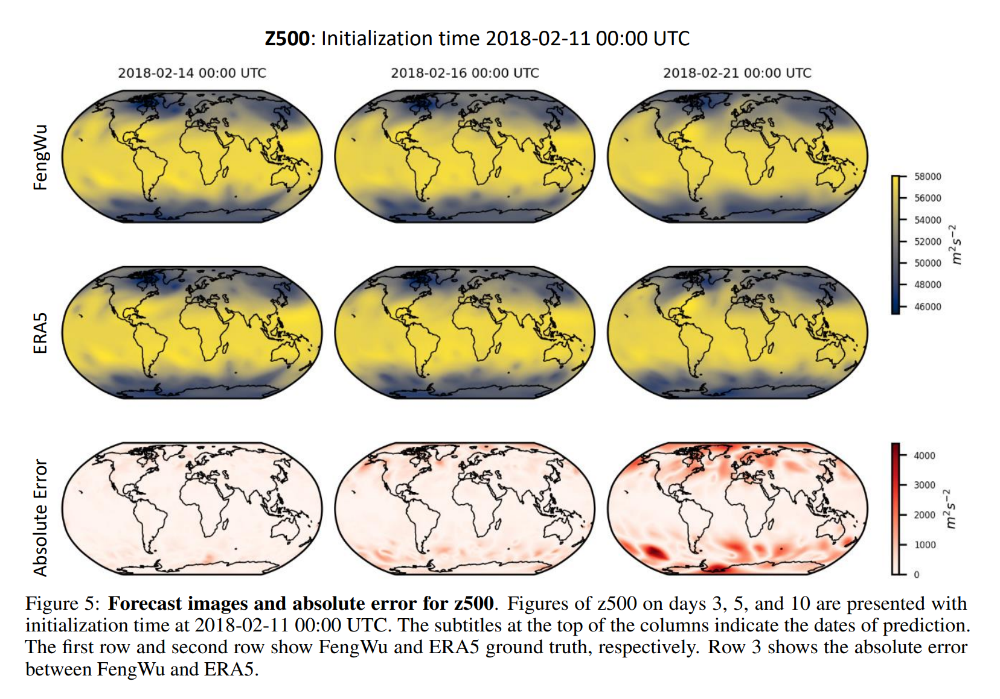 Z500: Initialization time 2018-02-11 00:00 UTC
2018-02-14 00:00 UTC
2018-02-16 00:00 UTC
2018-02-21 00:00 UTC
FengWu
58000
56000
54000
52000
50000
48000
46000
m²s⁻²
ERA5
Absolute Error
4000
3000
2000
1000
0
m²s⁻²
Figure 5: Forecast images and absolute error for z500. Figures of z500 on days 3, 5, and 10 are presented with
initialization time at 2018-02-11 00:00 UTC. The subtitles at the top of the columns indicate the dates of prediction.
The first row and second row show FengWu and ERA5 ground truth, respectively. Row 3 shows the absolute error
between FengWu and ERA5.